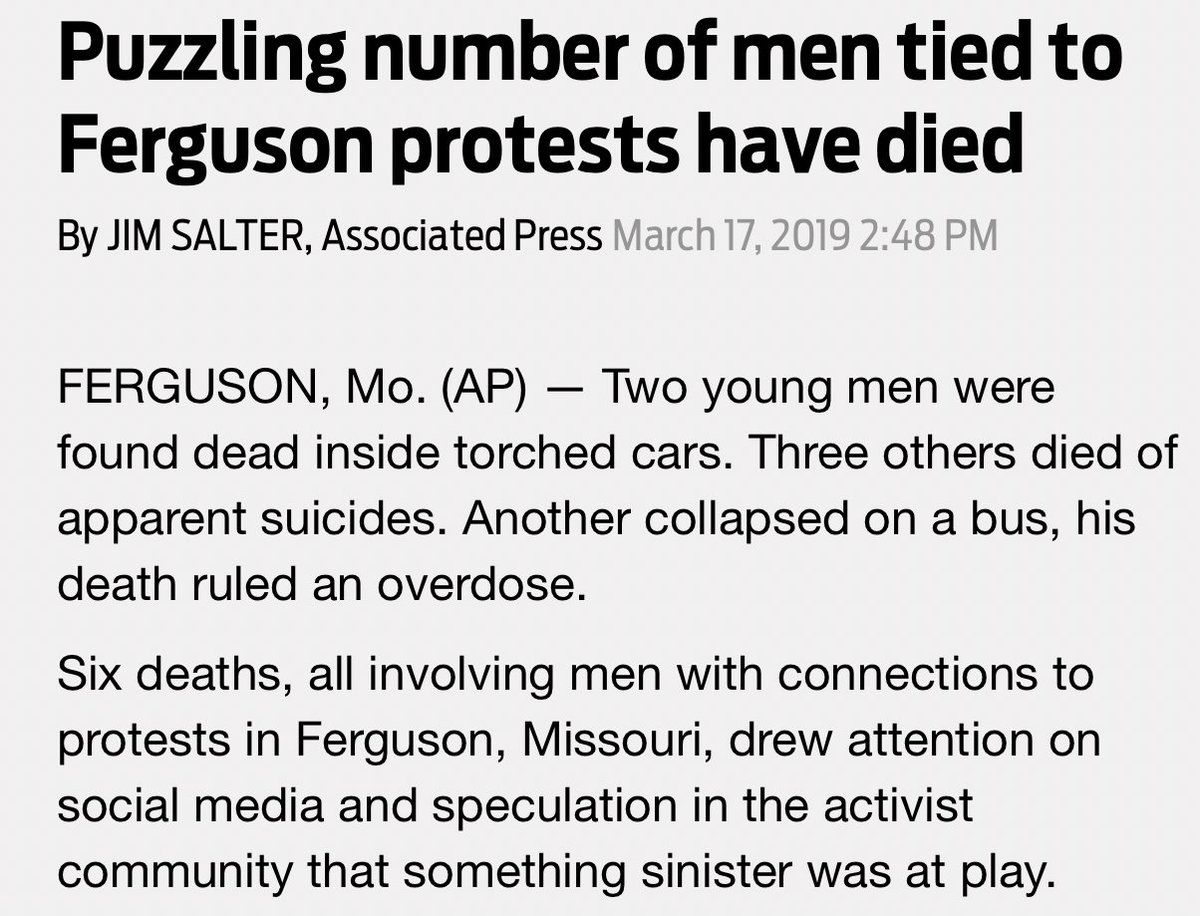 Puzzling number of men tied to
Ferguson protests have died
By JIM SALTER, Associated Press March 17, 2019 2:48 PM
FERGUSON, Mo. (AP) — Two young men were
found dead inside torched cars. Three others died of
apparent suicides. Another collapsed on a bus, his
death ruled an overdose.
Six deaths, all involving men with connections to
protests in Ferguson, Missouri, drew attention on
social media and speculation in the activist
community that something sinister was at play.